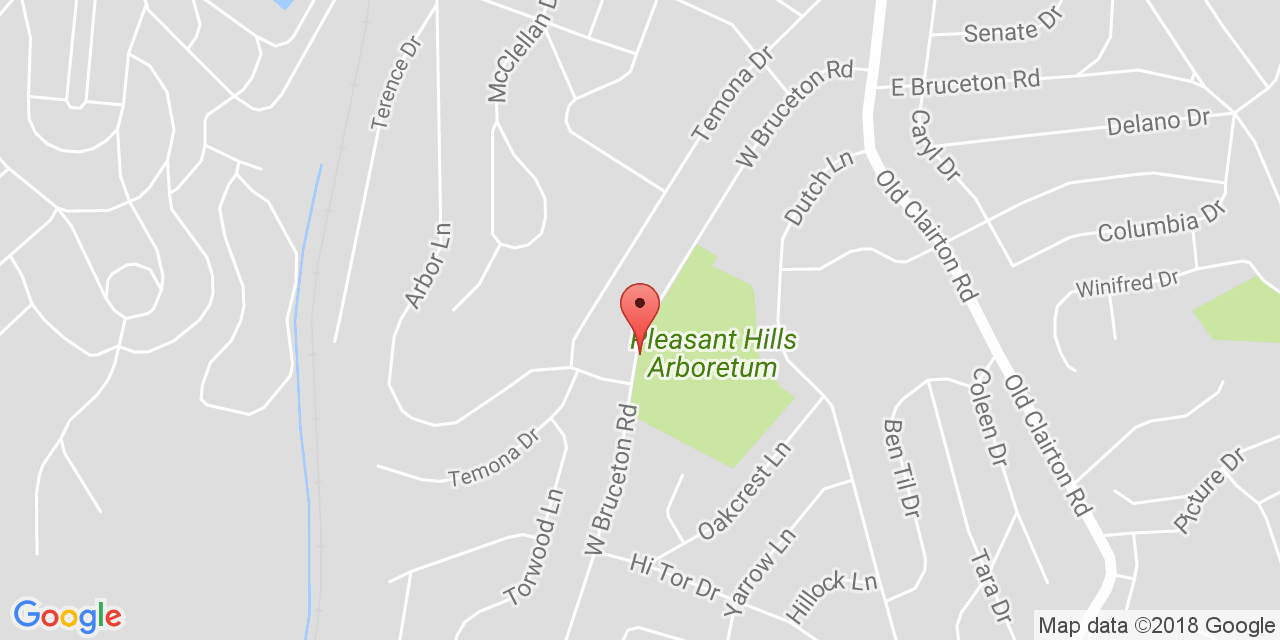 Senate Dr
McClellan D
Terence Dr
Temona Dr
W Bruceton Rd
E Bruceton Rd
Caryl Dr
Delano Dr
Dutch Ln
Old Clairton Rd
Columbia Dr
Arbor Ln
Winifred Dr
Pleasant Hills
Arboretum
Coleen Dr
Old Clairton Rd
Temona Dr
W Bruceton Rd
Ben Til Dr
Oakcrest Ln
Picture Dr
Torwood Ln
Hi Tor Dr
Yarrow Ln
Hillock Ln
Tara Dr
Google
Map data ©2018 Google